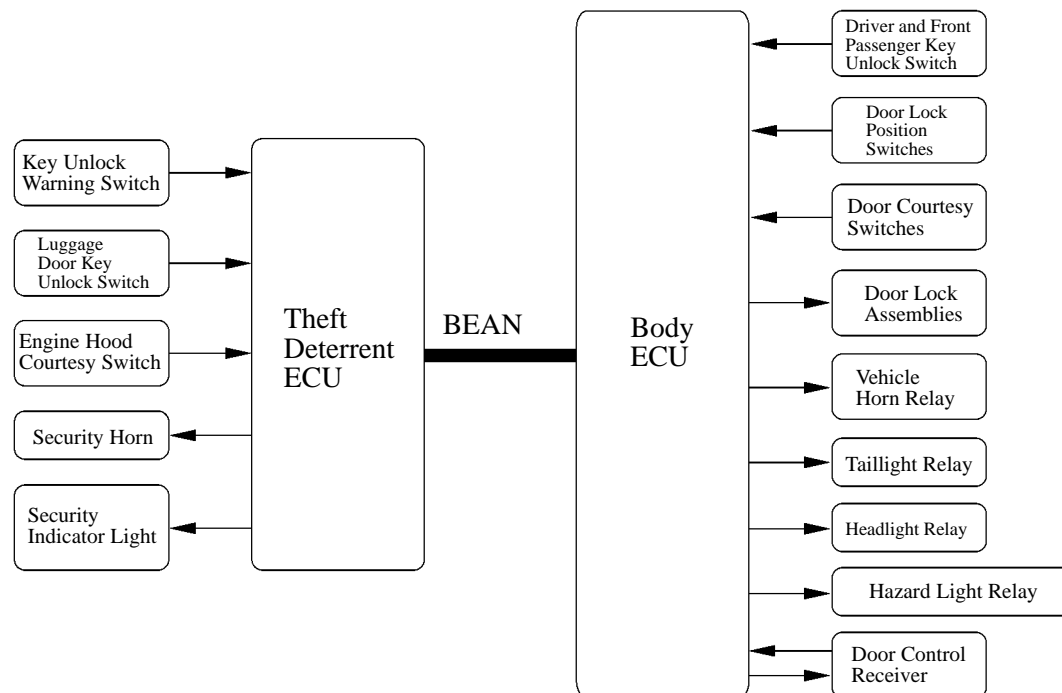 Key Unlock
Warning Switch
Luggage
Door Key
Unlock Switch
Engine Hood
Courtesy Switch
Security Horn
Security
Indicator Light
Theft
Deterrent
ECU
BEAN
Body
ECU
Driver and Front
Passenger Key
Unlock Switch
Door Lock
Position
Switches
Door Courtesy
Switches
Door Lock
Assemblies
Vehicle
Horn Relay
Taillight Relay
Headlight Relay
Hazard Light Relay
Door Control
Receiver